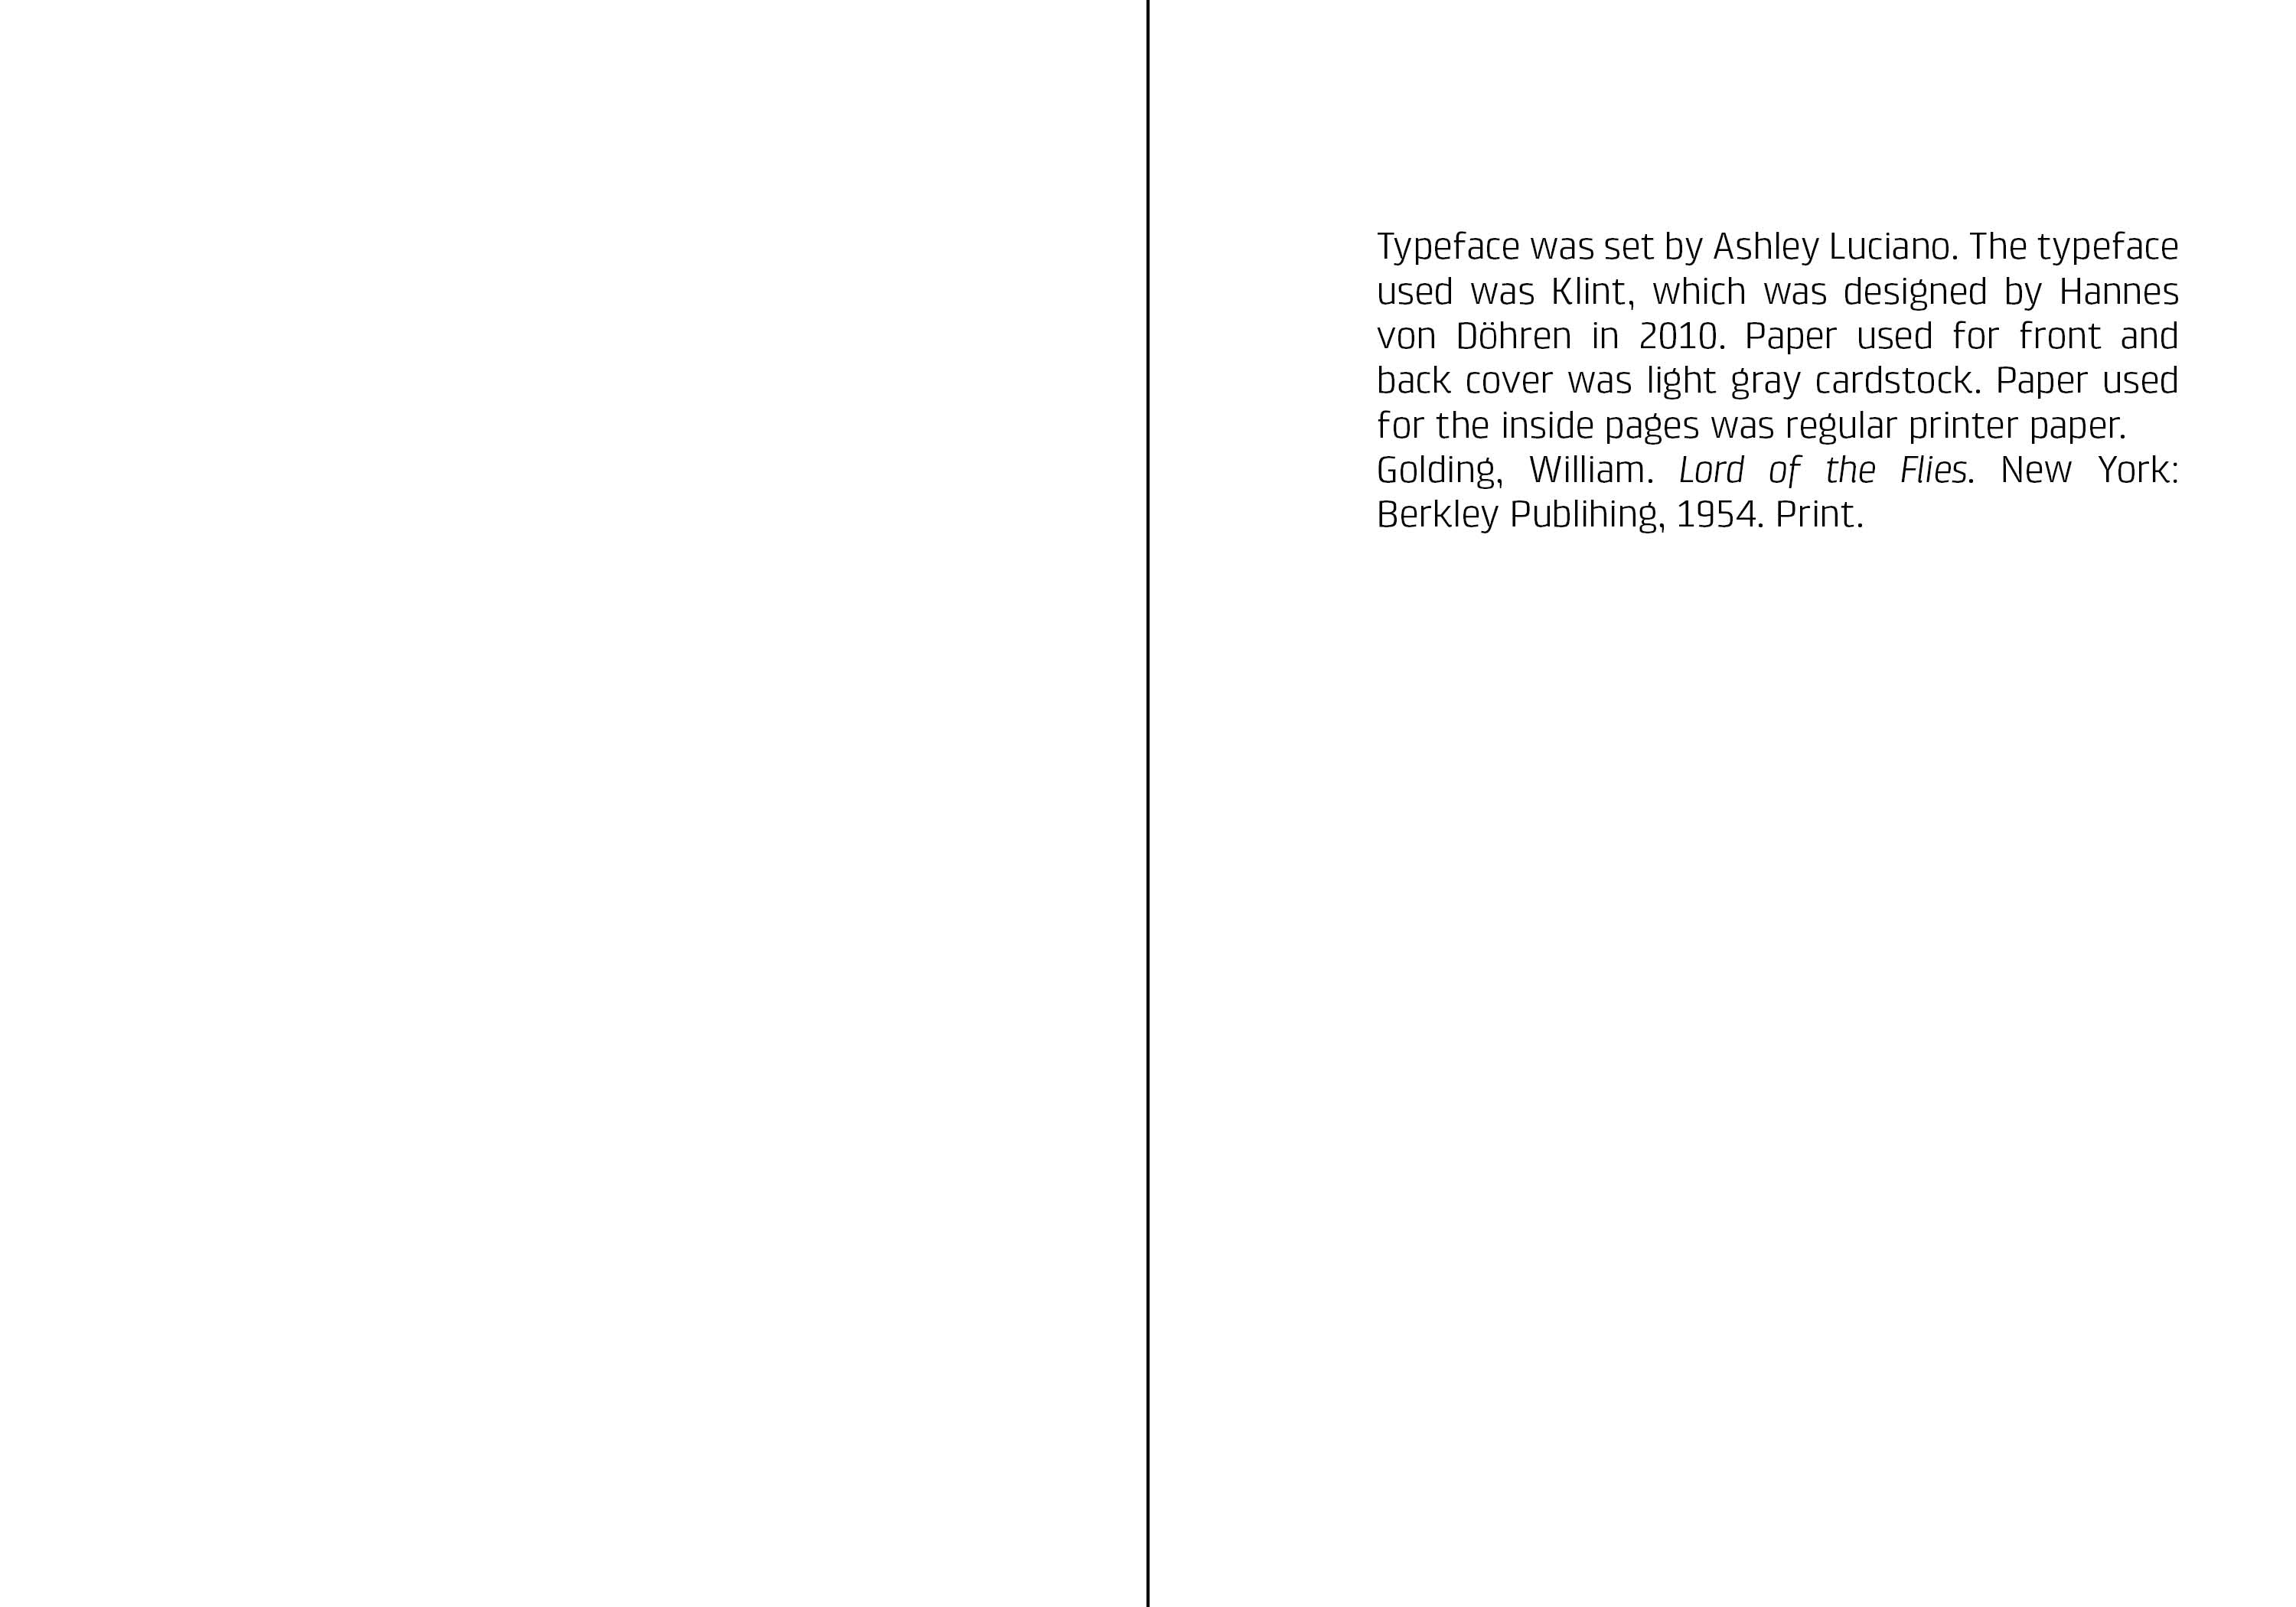 Typeface was set by Ashley Luciano. The typeface
used was Klint, which was designed by Hannes
von Döhren in 2010. Paper used for front and
back cover was light gray cardstock. Paper used
for the inside pages was regular printer paper.
Golding, William. Lord of the Flies. New York:
Berkley Publihing, 1954. Print.